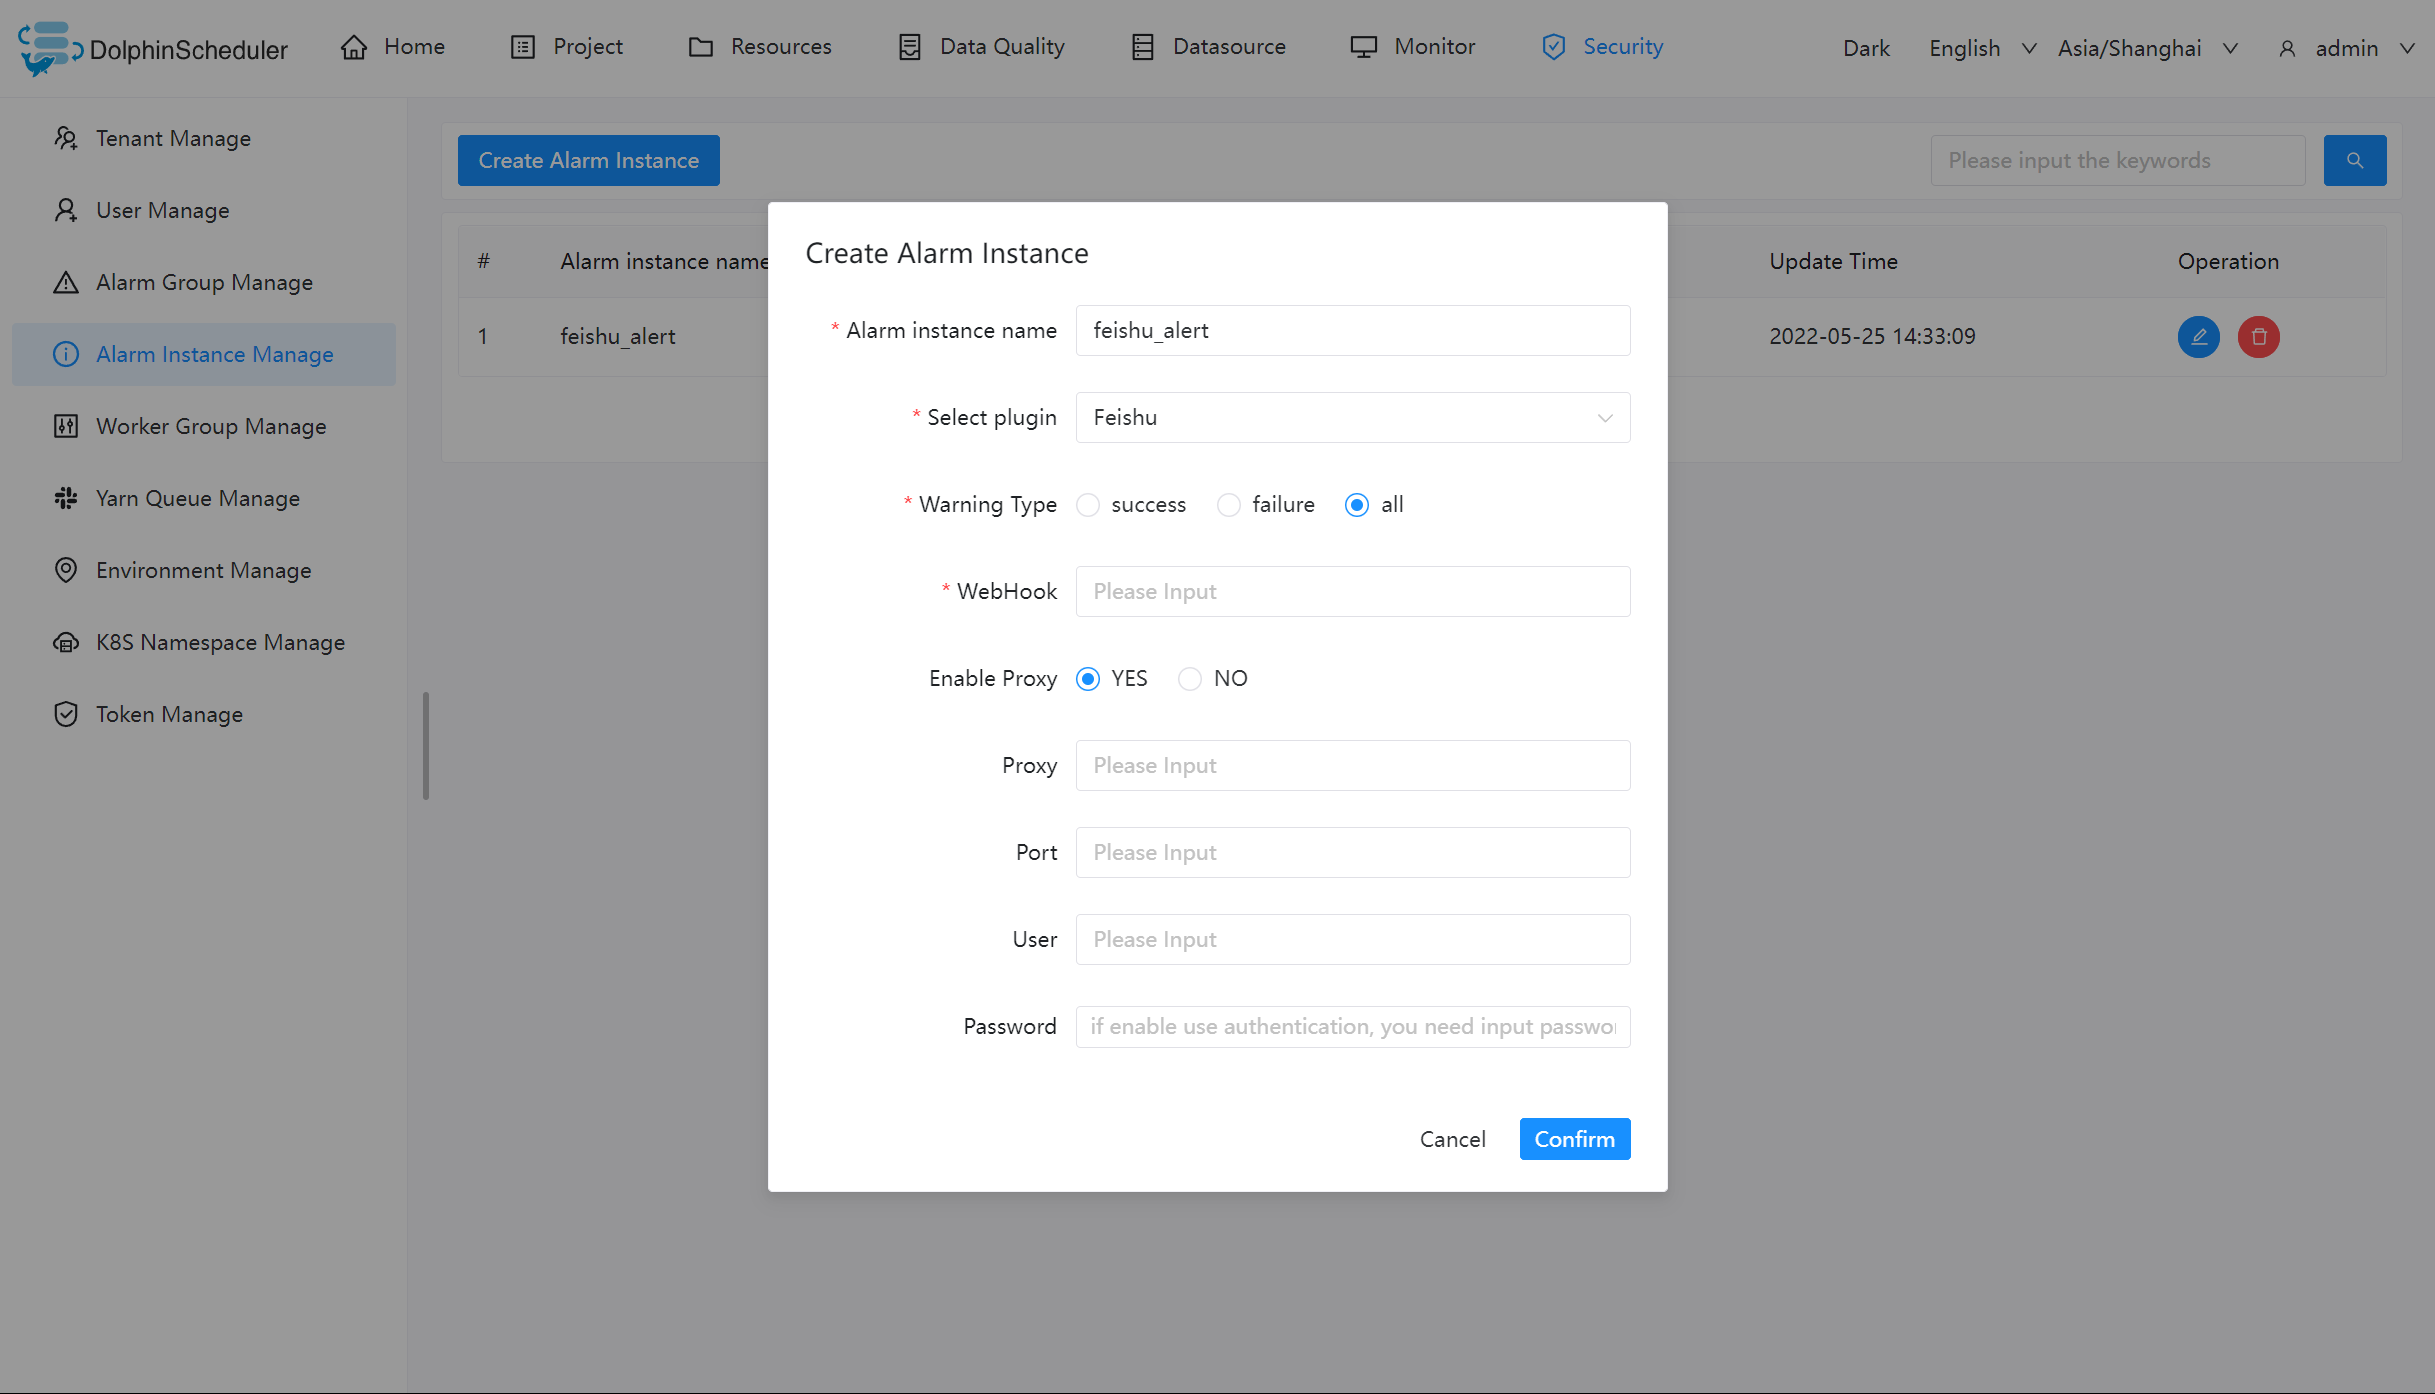 DolphinScheduler Home Project Resources Data Quality Datasource Monitor Security Dark English Asia/Shanghai admin
Tenant Manage
User Manage
Alarm Group Manage
Alarm Instance Manage
Worker Group Manage
Yarn Queue Manage
Environment Manage
K8S Namespace Manage
Token Manage
Create Alarm Instance Please input the keywords
# Alarm instance name Update Time Operation
1 feishu_alert 2022-05-25 14:33:09
Create Alarm Instance
* Alarm instance name feishu_alert
* Select plugin Feishu
* Warning Type success failure all
* WebHook Please Input
Enable Proxy YES NO
Proxy Please Input
Port Please Input
User Please Input
Password if enable use authentication, you need input passwor
Cancel Confirm